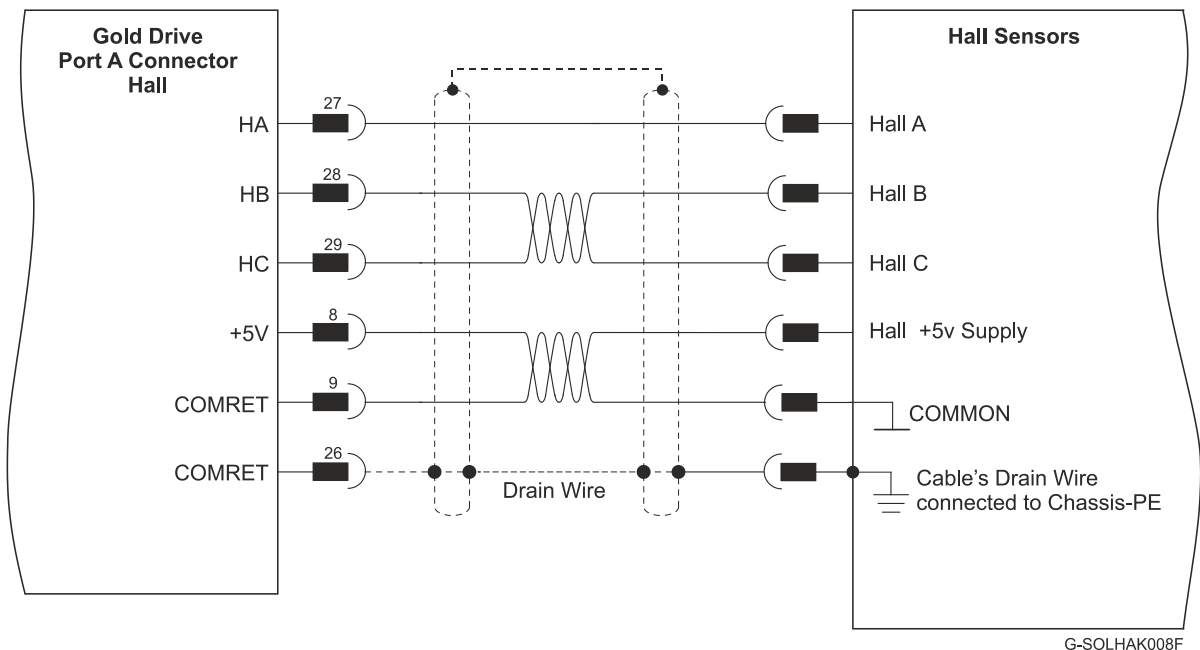 Gold Drive
Port A Connector
Hall
Hall Sensors
27
HA
Hall A
28
HB
Hall B
29
HC
Hall C
8
+5V
Hall +5v Supply
9
COMRET
COMMON
26
COMRET
Drain Wire
Cable's Drain Wire
connected to Chassis-PE
G-SOLHAK008F